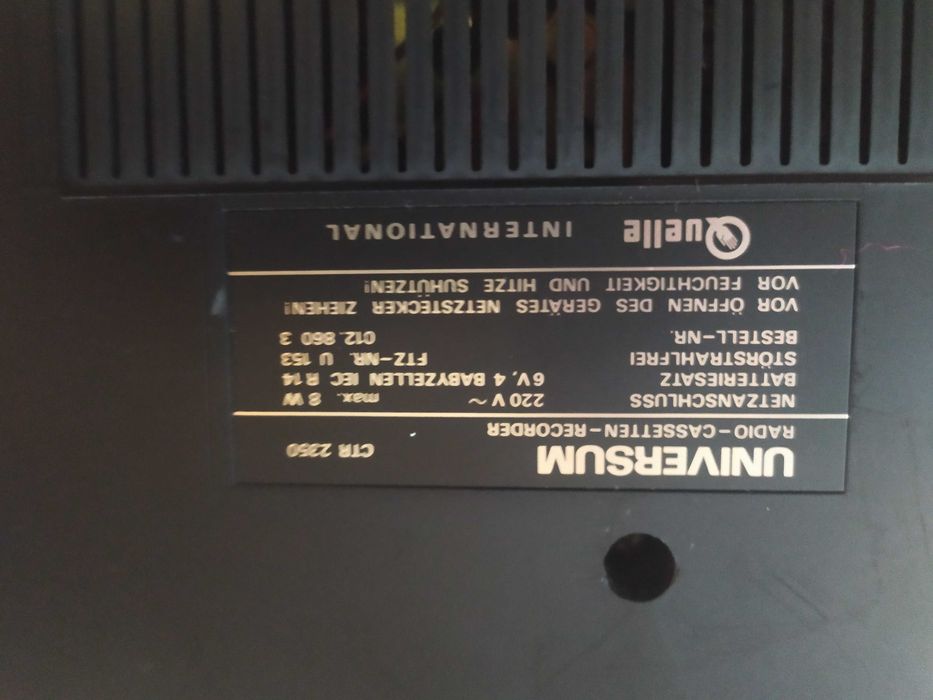 UNIVERSUM CTR 2350
RADIO-CASSETTEN-RECORDER
NETZANSCHLUSS 220 V ~ max. 8 W
BATTERIESATZ 6 V, 4 BABYZELLEN IEC R 14
STÖRSTRAHLFREI FTZ-NR. U 153
BESTELL-NR. 012. 860 3
VOR ÖFFNEN DES GERÄTES NETZSTECKER ZIEHEN!
VOR FEUCHTIGKEIT UND HITZE SUHÜTZEN!
Quelle INTERNATIONAL